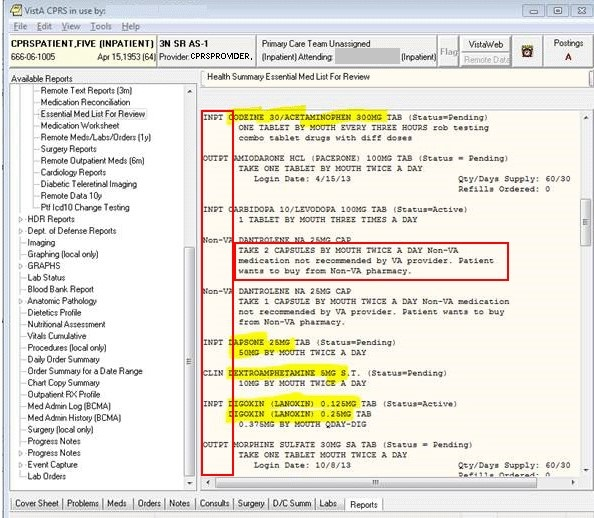 VistA CPRS in use by:
File Edit View Tools Help
CPRSPATIENT,FIVE (INPATIENT)
666-06-1005 Apr 15,1953 (64)
3N SR AS-1
Provider: CPRSPROVIDER,
Primary Care Team Unassigned
(Inpatient) Attending: (Inpatient)
Flag
VistaWeb
Remote Data
Postings
A
Available Reports
Remote Text Reports (3m)
Medication Reconciliation
Essential Med List For Review
Medication Worksheet
Remote Meds/Labs/Orders (1y)
Surgery Reports
Remote Outpatient Meds (6m)
Cardiology Reports
Diabetic Teleretinal Imaging
Remote Data 10y
Ptf Icd10 Change Testing
HDR Reports
Dept. of Defense Reports
Imaging
Graphing (local only)
GRAPHS
Lab Status
Blood Bank Report
Anatomic Pathology
Dietetics Profile
Nutritional Assessment
Vitals Cumulative
Procedures (local only)
Daily Order Summary
Order Summary for a Date Range
Chart Copy Summary
Outpatient RX Profile
Med Admin Log (BCMA)
Med Admin History (BCMA)
Surgery (local only)
Progress Notes
Progress Notes
Event Capture
Lab Orders
Health Summary Essential Med List For Review
INPT CODEINE 30/ACETAMINOPHEN 300MG TAB (Status=Pending)
ONE TABLET BY MOUTH EVERY THREE HOURS rob testing
combo tablet drugs with diff doses
OUTPT AMIODARONE HCL (PACERONE) 100MG TAB (Status = Pending)
TAKE ONE TABLET BY MOUTH TWICE A DAY
Login Date: 4/15/13 Qty/Days Supply: 60/30
Refills Ordered: 0
INPT CARBIDOPA 10/LEVODOPA 100MG TAB (Status=Active)
1 TABLET BY MOUTH THREE TIMES A DAY
Non-VA DANTROLENE NA 25MG CAP
TAKE 2 CAPSULES BY MOUTH TWICE A DAY Non-VA
medication not recommended by VA provider. Patient
wants to buy from Non-VA pharmacy.
Non-VA DANTROLENE NA 25MG CAP
TAKE 1 CAPSULE BY MOUTH TWICE A DAY Non-VA medication
not recommended by VA provider. Patient wants to buy
from Non-VA pharmacy.
INPT DAPSONE 25MG TAB (Status=Pending)
50MG BY MOUTH TWICE A DAY
CLIN DEXTROAMPHETAMINE 5MG S.T. (Status=Pending)
10MG BY MOUTH TWICE A DAY
INPT DIGOXIN (LANOXIN) 0.125MG TAB (Status=Active)
DIGOXIN (LANOXIN) 0.25MG TAB
0.375MG BY MOUTH QDAY-DIG
OUTPT MORPHINE SULFATE 30MG SA TAB (Status = Pending)
TAKE ONE TABLET MOUTH TWICE A DAY
Login Date: 10/8/13 Qty/Days Supply: 60/30
Refills Ordered: 0
Cover Sheet Problems Meds Orders Notes Consults Surgery D/C Summ Labs Reports